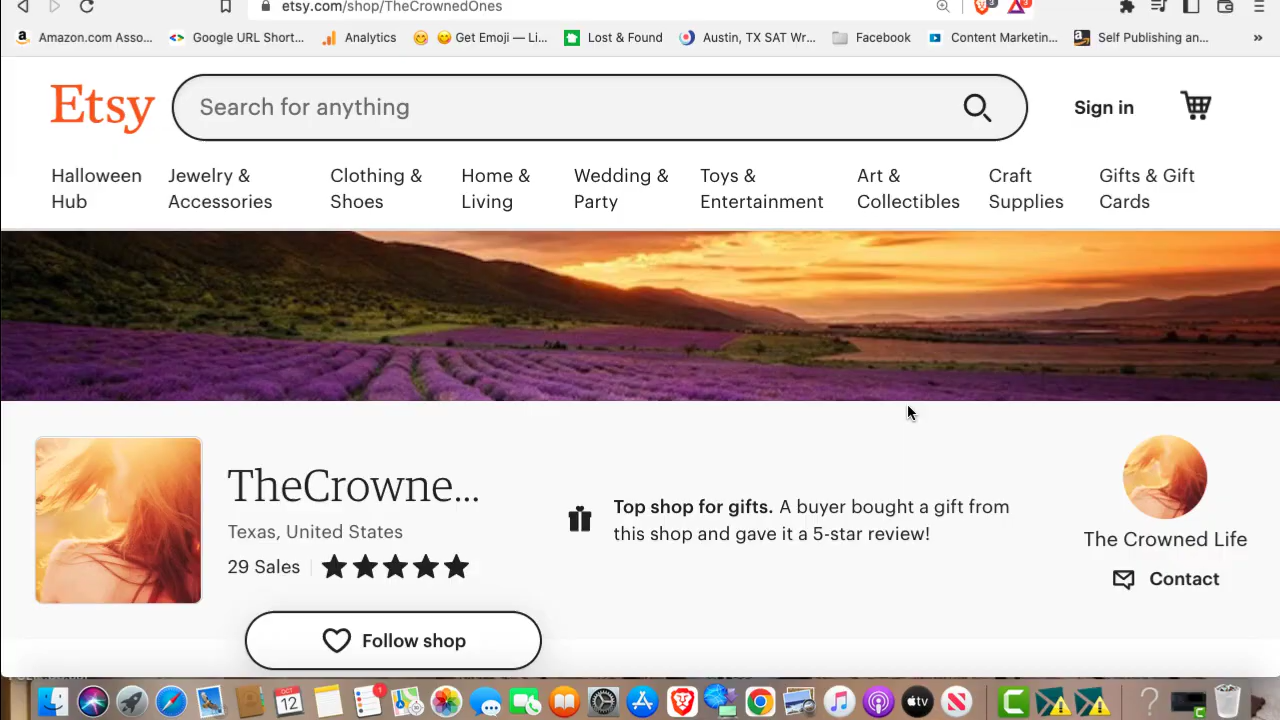 etsy.com/shop/TheCrownedOnes
Amazon.com Asso... Google URL Short... Analytics Get Emoji — Li... Lost & Found Austin, TX SAT Wr... Facebook Content Marketin... Self Publishing an... »
Etsy Search for anything Sign in
Halloween Hub Jewelry & Accessories Clothing & Shoes Home & Living Wedding & Party Toys & Entertainment Art & Collectibles Craft Supplies Gifts & Gift Cards
TheCrowne...
Texas, United States
29 Sales
Follow shop
Top shop for gifts. A buyer bought a gift from
this shop and gave it a 5-star review!
The Crowned Life
Contact
OCT
12
1
tv